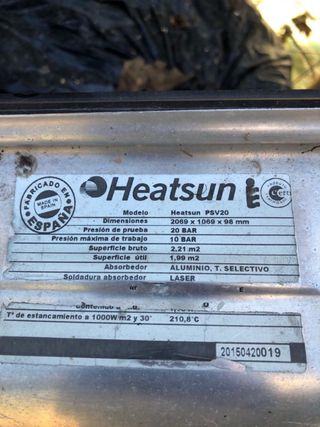 FABRICADO EN
MADE IN
SPAIN
ESPAÑA
Heatsun
Modelo Heatsun PSV20
Dimensiones 2069 x 1069 x 98 mm
Presión de prueba 20 BAR
Presión máxima de trabajo 10 BAR
Superficie bruto 2,21 m2
Superficie útil 1,99 m2
Absorbedor ALUMINIO, T. SELECTIVO
Soldadura absorbedor LASER
Tª de estancamiento a 1000W/m2 y 30° 210,8°C
20150420019